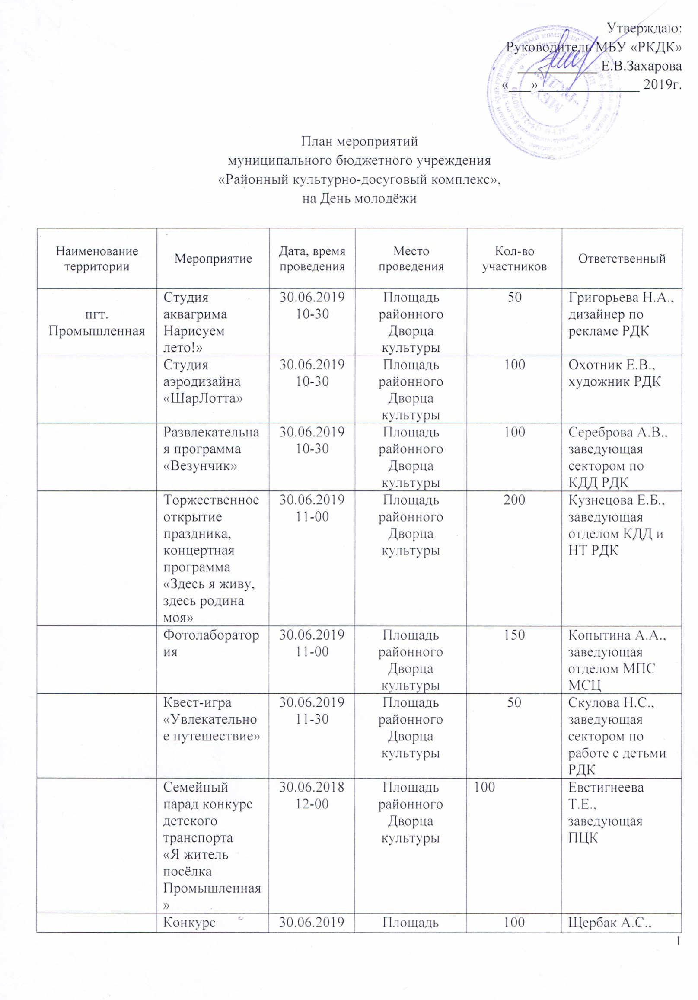 Утверждаю:
Руководитель МБУ «РКДК»
____________ Е.В.Захарова
«___»______________ 2019г.
План мероприятий
муниципального бюджетного учреждения
«Районный культурно-досуговый комплекс»,
на День молодёжи
Наименование
территории
Мероприятие
Дата, время
проведения
Место
проведения
Кол-во
участников
Ответственный
пгт.
Промышленная
Студия
аквагрима
Нарисуем
лето!»
30.06.2019
10-30
Площадь
районного
Дворца
культуры
50
Григорьева Н.А.,
дизайнер по
рекламе РДК
Студия
аэродизайна
«ШарЛотта»
30.06.2019
10-30
Площадь
районного
Дворца
культуры
100
Охотник Е.В.,
художник РДК
Развлекательна
я программа
«Везунчик»
30.06.2019
10-30
Площадь
районного
Дворца
культуры
100
Сереброва А.В.,
заведующая
сектором по
КДД РДК
Торжественное
открытие
праздника,
концертная
программа
«Здесь я живу,
здесь родина
моя»
30.06.2019
11-00
Площадь
районного
Дворца
культуры
200
Кузнецова Е.Б.,
заведующая
отделом КДД и
НТ РДК
Фотолаборатор
ия
30.06.2019
11-00
Площадь
районного
Дворца
культуры
150
Копытина А.А.,
заведующая
отделом МПС
МСЦ
Квест-игра
«Увлекательно
е путешествие»
30.06.2019
11-30
Площадь
районного
Дворца
культуры
50
Скулова Н.С.,
заведующая
сектором по
работе с детьми
РДК
Семейный
парад конкурс
детского
транспорта
«Я житель
посёлка
Промышленная
»
30.06.2018
12-00
Площадь
районного
Дворца
культуры
100
Евстигнеева
Т.Е.,
заведующая
ПЦК
Конкурс
30.06.2019
Площадь
100
Щербак А.С.,
1